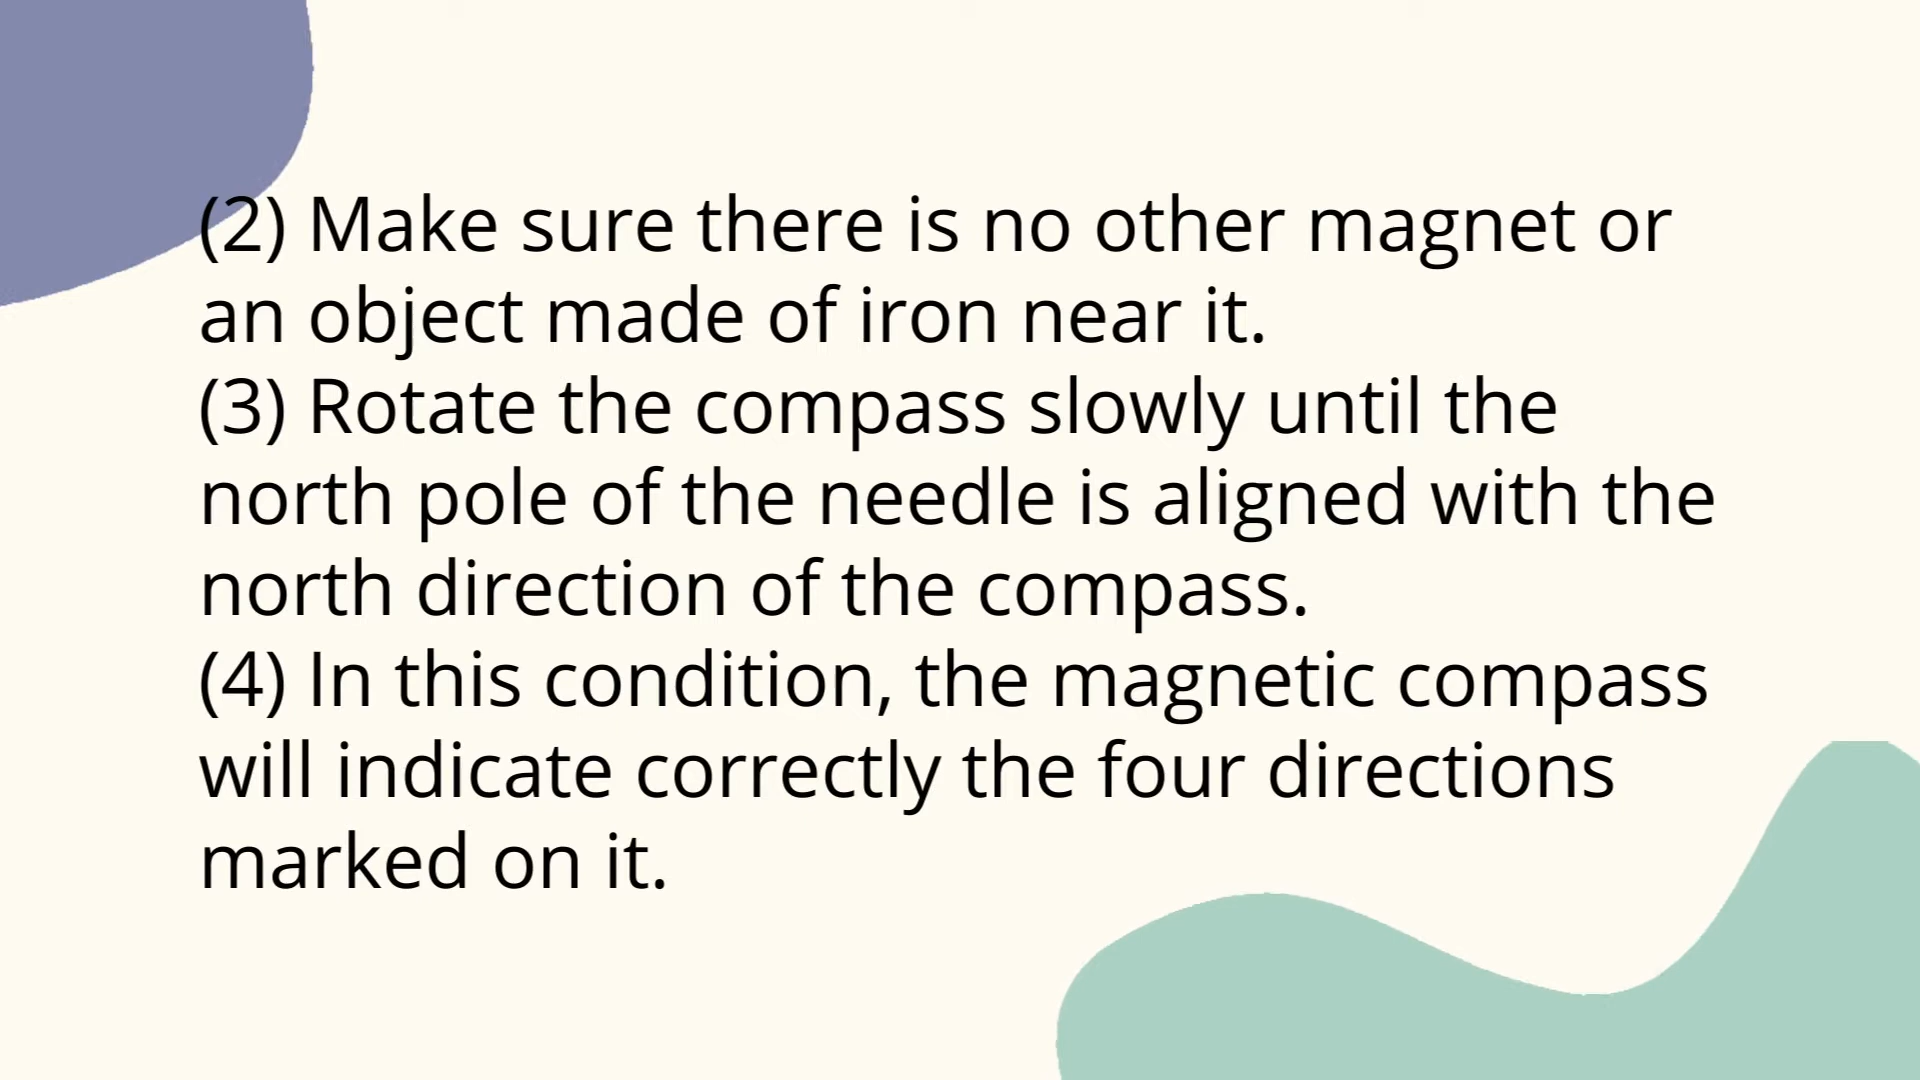 (2) Make sure there is no other magnet or
an object made of iron near it.
(3) Rotate the compass slowly until the
north pole of the needle is aligned with the
north direction of the compass.
(4) In this condition, the magnetic compass
will indicate correctly the four directions
marked on it.